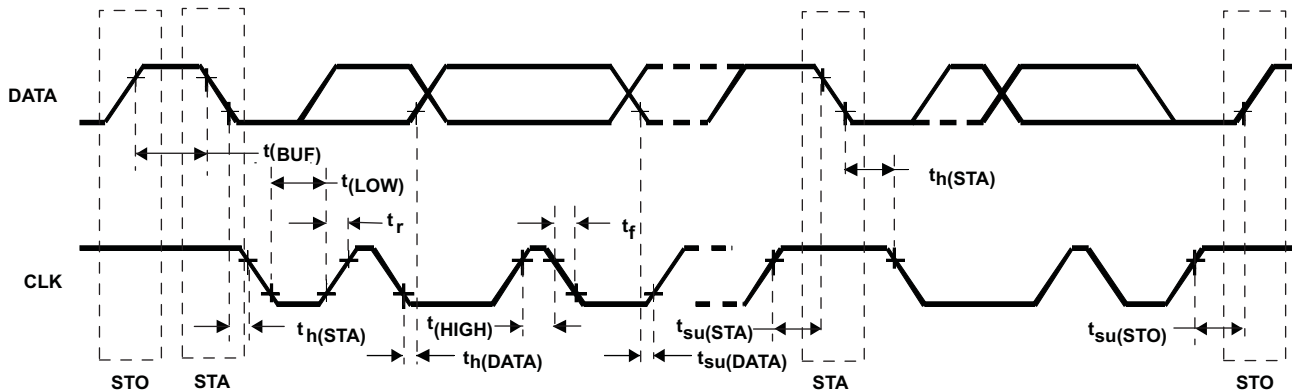 DATA
t(BUF)
t(LOW)
th(STA)
tr
tf
CLK
th(STA)
t(HIGH)
th(DATA)
tsu(STA)
tsu(DATA)
tsu(STO)
STO
STA
STA
STO